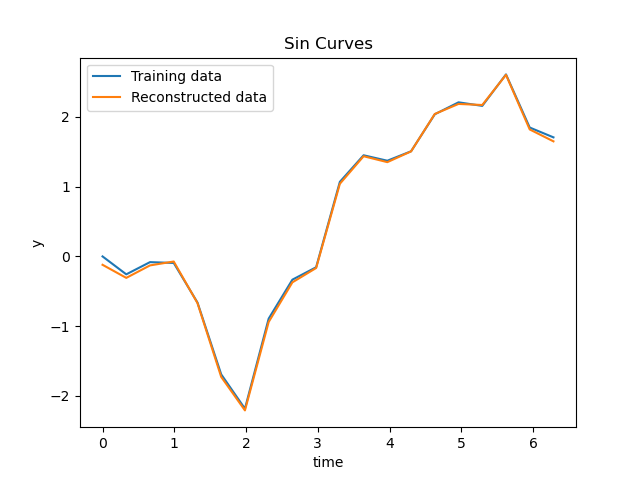 Sin Curves
Training data
Reconstructed data
y
2
1
0
−1
−2
0 1 2 3 4 5 6
time